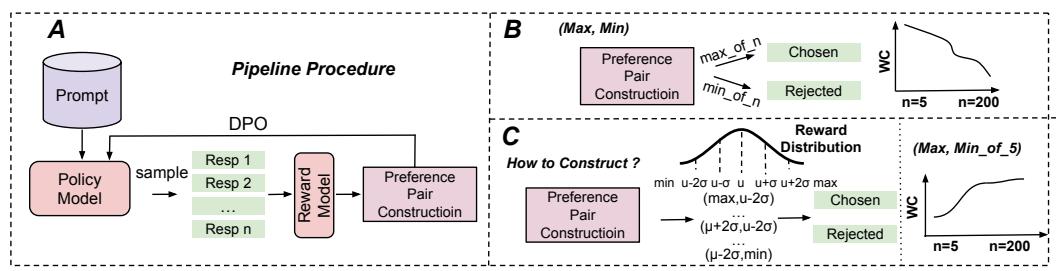 A
Pipeline Procedure
Prompt
DPO
Policy
Model
sample
Resp 1
Resp 2
...
Resp n
Reward
Model
Preference
Pair
Constructioin
B
(Max, Min)
Preference
Pair
Constructioin
max_of_n
min_of_n
Chosen
Rejected
WC
n=5 n=200
C
How to Construct ?
Preference
Pair
Constructioin
Reward
Distribution
min u-2σ u-σ u u+σ u+2σ max
(max,u-2σ)
...
(μ+2σ,u-2σ)
...
(μ-2σ,min)
Chosen
Rejected
(Max, Min_of_5)
WC
n=5 n=200